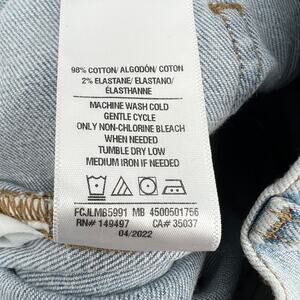 98% COTTON/ ALGODÓN/ COTON
2% ELASTANE/ ELASTANO/
ÉLASTHANNE
MACHINE WASH COLD
GENTLE CYCLE
ONLY NON-CHLORINE BLEACH
WHEN NEEDED
TUMBLE DRY LOW
MEDIUM IRON IF NEEDED
FCJLMB5991 MB 4500501756
RN# 149497 CA# 35037
04/2022